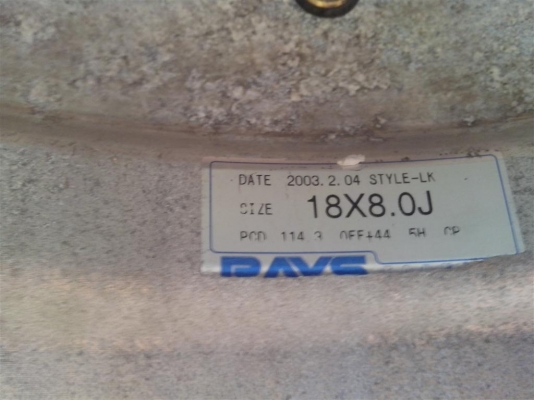 DATE 2003.2.04 STYLE-LK
SIZE 18X8.0J
PCD 114.3 OFF+44 5H CP
RAYS